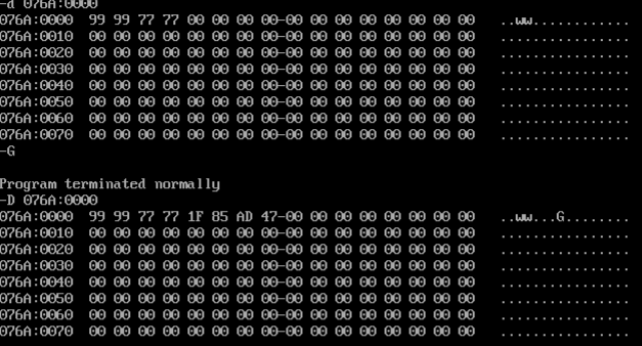 -d 076A:0000
076A:0000  99 99 77 77 00 00 00 00-00 00 00 00 00 00 00 00   ..ww............
076A:0010  00 00 00 00 00 00 00 00-00 00 00 00 00 00 00 00   ................
076A:0020  00 00 00 00 00 00 00 00-00 00 00 00 00 00 00 00   ................
076A:0030  00 00 00 00 00 00 00 00-00 00 00 00 00 00 00 00   ................
076A:0040  00 00 00 00 00 00 00 00-00 00 00 00 00 00 00 00   ................
076A:0050  00 00 00 00 00 00 00 00-00 00 00 00 00 00 00 00   ................
076A:0060  00 00 00 00 00 00 00 00-00 00 00 00 00 00 00 00   ................
076A:0070  00 00 00 00 00 00 00 00-00 00 00 00 00 00 00 00   ................
-G
Program terminated normally
-D 076A:0000
076A:0000  99 99 77 77 1F 85 AD 47-00 00 00 00 00 00 00 00   ..ww...G........
076A:0010  00 00 00 00 00 00 00 00-00 00 00 00 00 00 00 00   ................
076A:0020  00 00 00 00 00 00 00 00-00 00 00 00 00 00 00 00   ................
076A:0030  00 00 00 00 00 00 00 00-00 00 00 00 00 00 00 00   ................
076A:0040  00 00 00 00 00 00 00 00-00 00 00 00 00 00 00 00   ................
076A:0050  00 00 00 00 00 00 00 00-00 00 00 00 00 00 00 00   ................
076A:0060  00 00 00 00 00 00 00 00-00 00 00 00 00 00 00 00   ................
076A:0070  00 00 00 00 00 00 00 00-00 00 00 00 00 00 00 00   ................